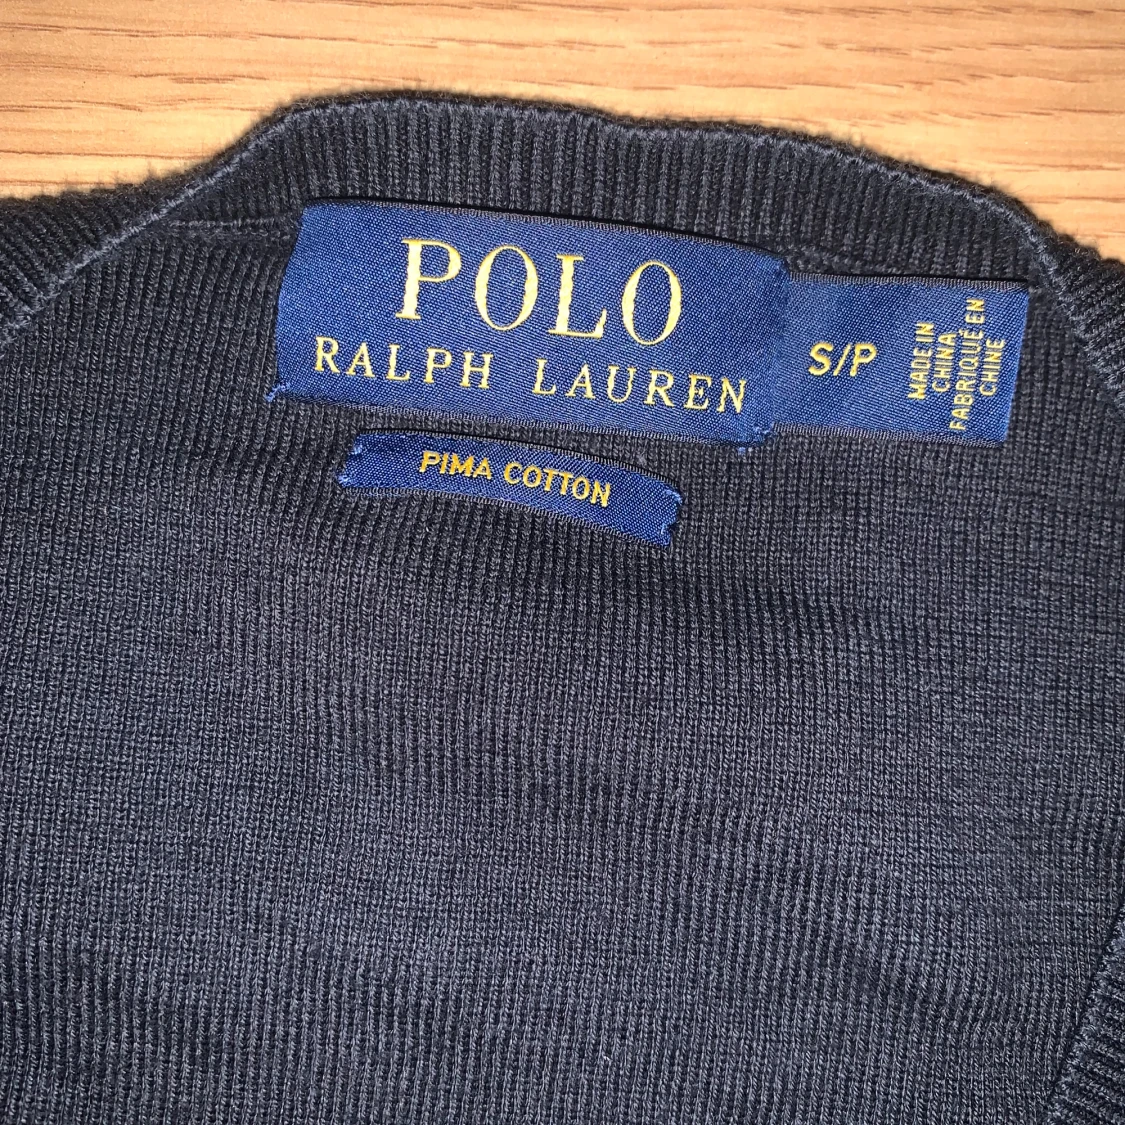 POLO
RALPH LAUREN
S/P
MADE IN
CHINA
FABRIQUÉ EN
CHINE
PIMA COTTON